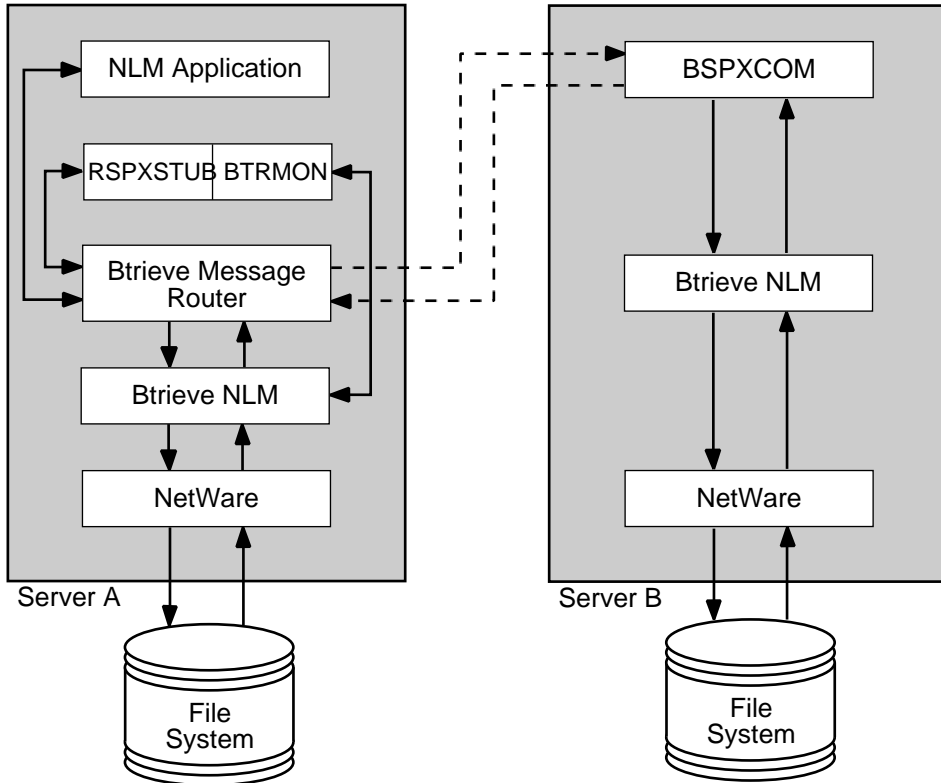 NLM Application
RSPXSTUB BTRMON
Btrieve Message
Router
Btrieve NLM
NetWare
Server A
File
System
BSPXCOM
Btrieve NLM
NetWare
Server B
File
System